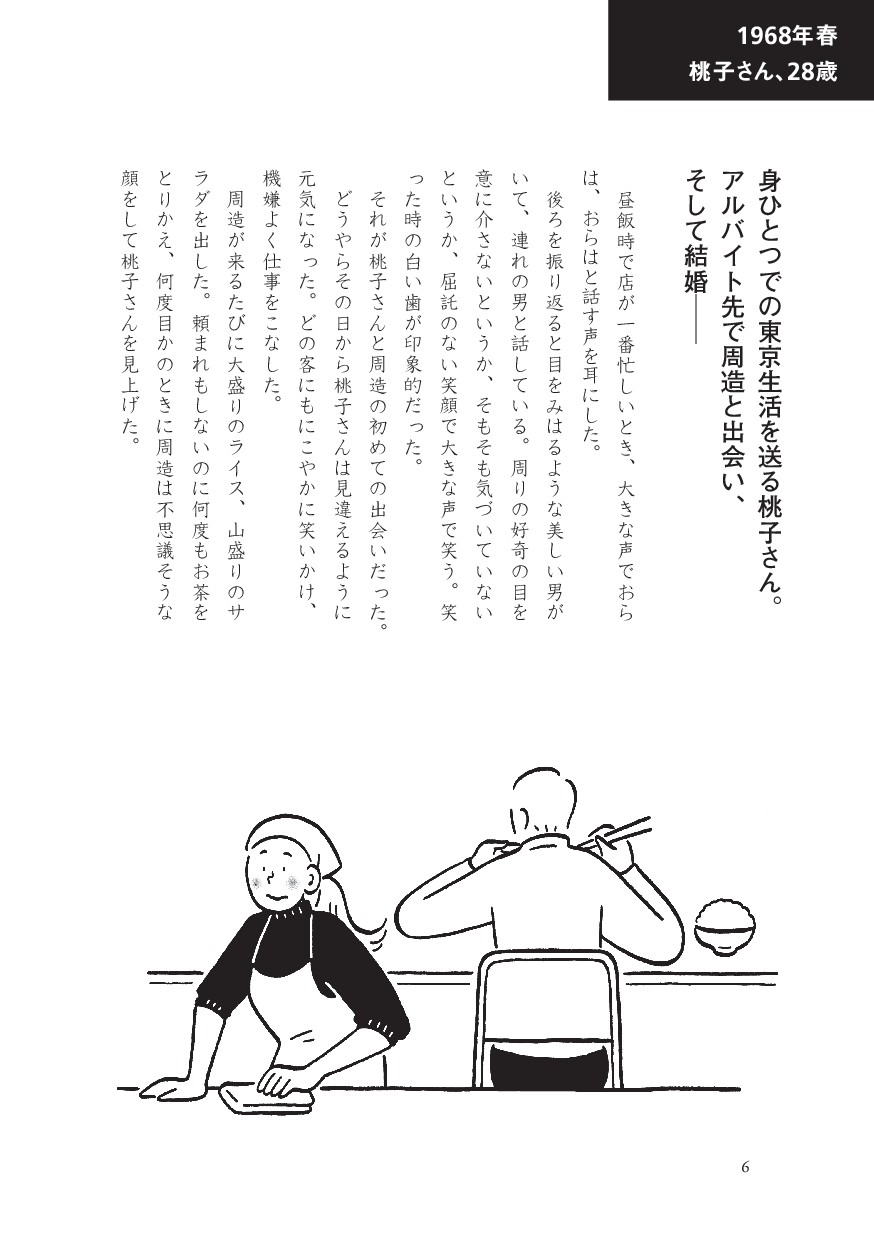 1968年春
桃子さん、28歳
身ひとつでの東京生活を送る桃子さん。
アルバイト先で周造と出会い、
そして結婚――
昼飯時で店が一番忙しいとき、大きな声でおら
は、おらはと話す声を耳にした。
後ろを振り返ると目をみはるような美しい男が
いて、連れの男と話している。周りの好奇の目を
意に介さないというか、そもそも気づいていない
というか、屈託のない笑顔で大きな声で笑う。笑
った時の白い歯が印象的だった。
それが桃子さんと周造の初めての出会いだった。
どうやらその日から桃子さんは見違えるように
元気になった。どの客にもにこやかに笑いかけ、
機嫌よく仕事をこなした。
周造が来るたびに大盛りのライス、山盛りのサ
ラダを出した。頼まれもしないのに何度もお茶を
とりかえ、何度目かのときに周造は不思議そうな
顔をして桃子さんを見上げた。
6